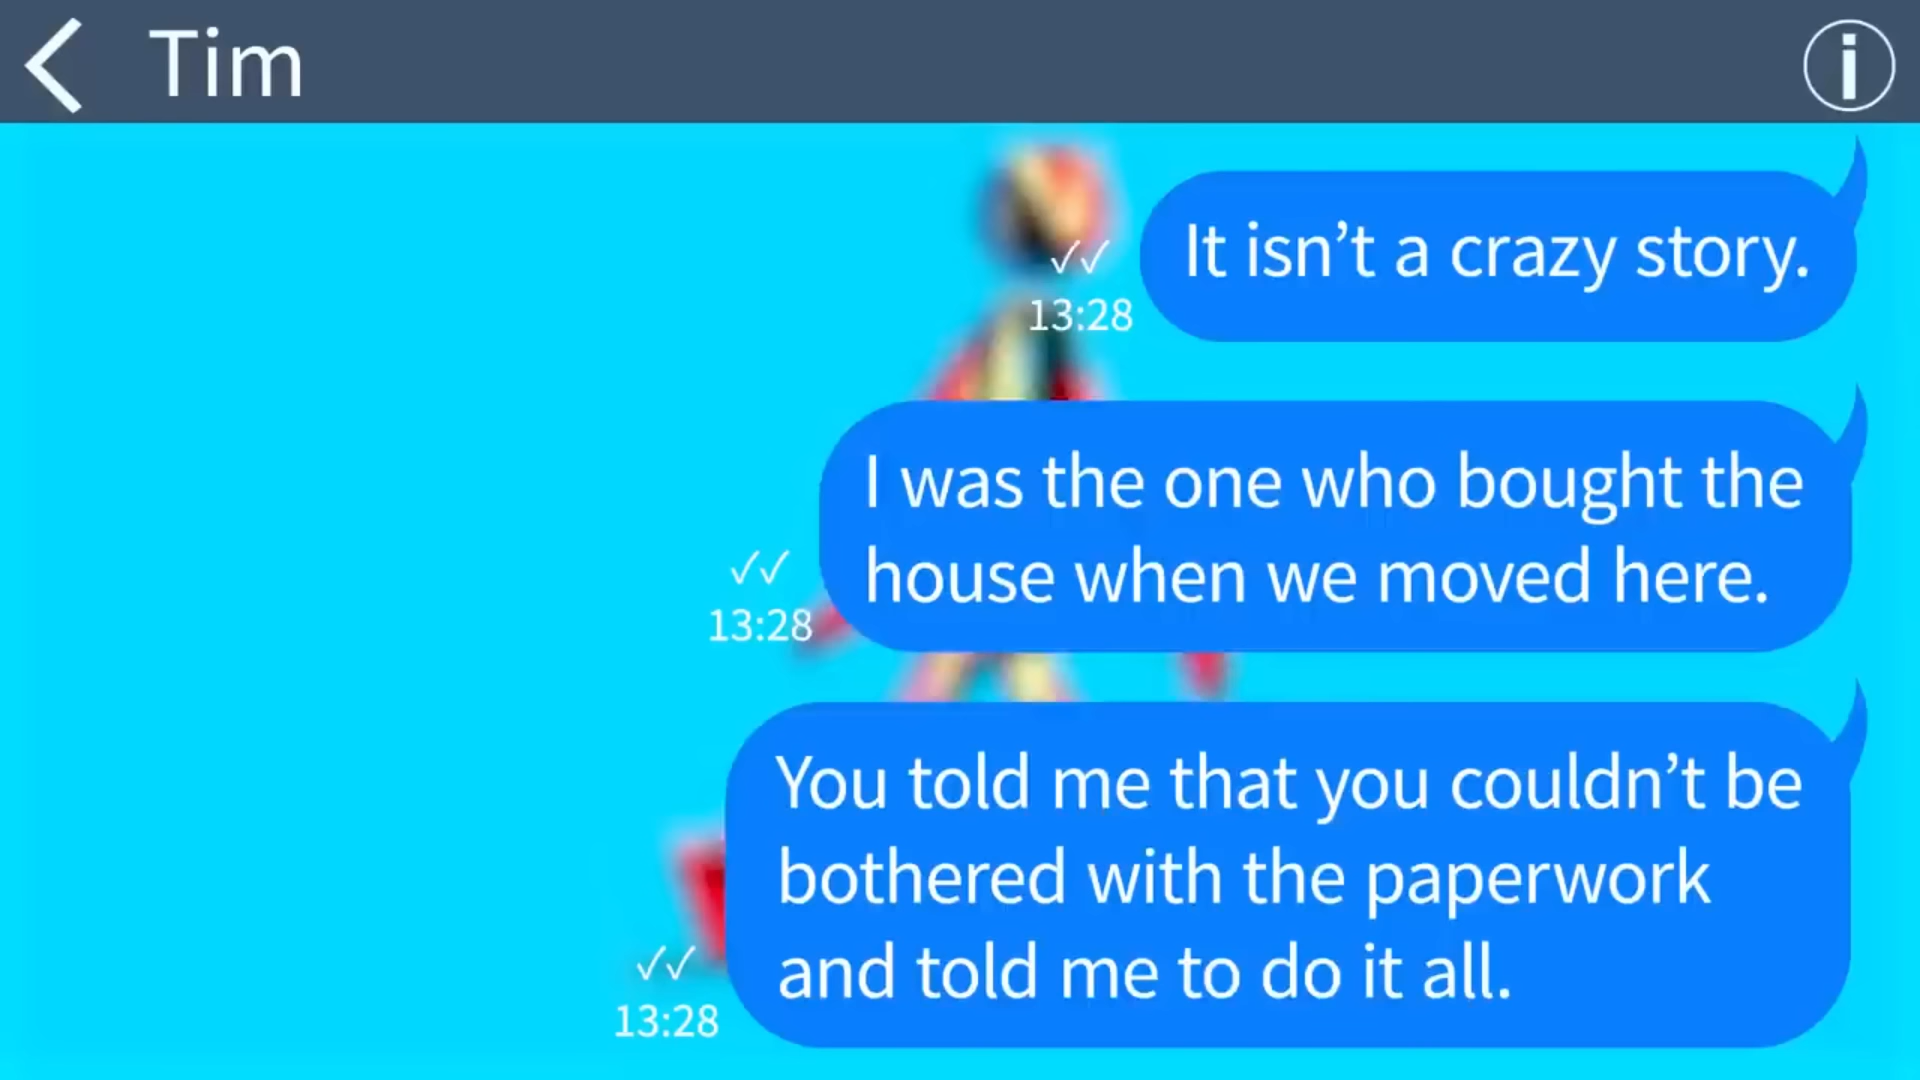 Tim
It isn’t a crazy story.
✓✓
13:28
I was the one who bought the
house when we moved here.
✓✓
13:28
You told me that you couldn’t be
bothered with the paperwork
and told me to do it all.
✓✓
13:28